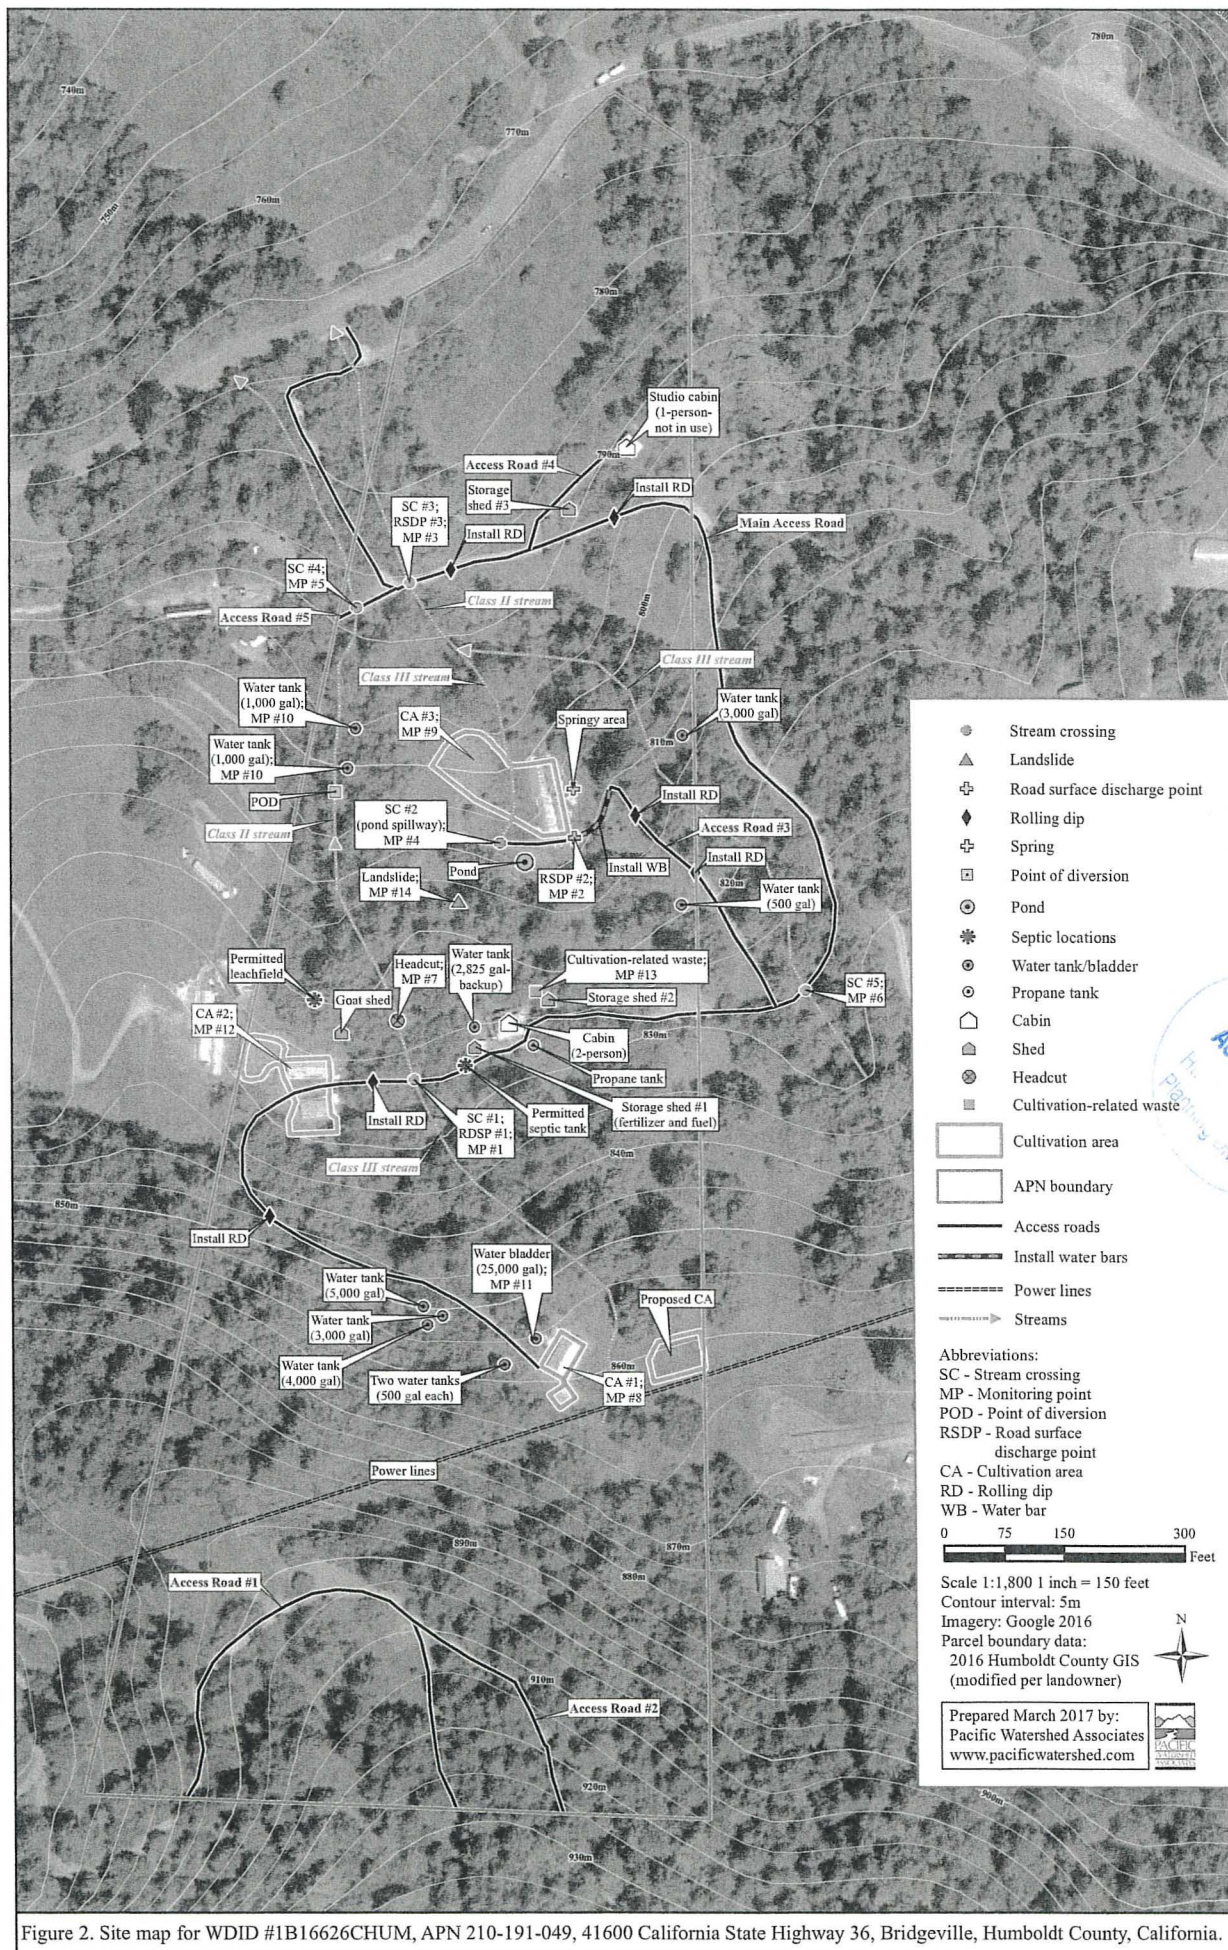 780m
740m
770m
760m
750m
780m
Studio cabin
(1-person-
not in use)
790m
Access Road #4
Storage
shed #3
Install RD
SC #3;
RSDP #3;
MP #3
Main Access Road
Install RD
SC #4;
MP #5
Class II stream
800m
Access Road #5
Class III stream
Class III stream
Water tank
(1,000 gal);
MP #10
Water tank
(3,000 gal)
CA #3;
MP #9
Springy area
810m
Water tank
(1,000 gal);
MP #10
Install RD
POD
SC #2
(pond spillway);
MP #4
Access Road #3
Class II stream
Install RD
Install WB
Pond
RSDP #2;
MP #2
Landslide;
MP #14
820m
Water tank
(500 gal)
Permitted
leachfield
Headcut;
MP #7
Water tank
(2,825 gal-
backup)
Cultivation-related waste;
MP #13
Storage shed #2
SC #5;
MP #6
Goat shed
CA #2;
MP #12
Cabin
(2-person)
830m
Propane tank
Install RD
SC #1;
RDSP #1;
MP #1
Permitted
septic tank
Storage shed #1
(fertilizer and fuel)
Class III stream
840m
850m
Install RD
Water bladder
(25,000 gal);
MP #11
Water tank
(5,000 gal)
Proposed CA
Water tank
(3,000 gal)
Water tank
(4,000 gal)
Two water tanks
(500 gal each)
860m
CA #1;
MP #8
Power lines
890m
870m
880m
Access Road #1
910m
Access Road #2
920m
900m
930m
Stream crossing
Landslide
Road surface discharge point
Rolling dip
Spring
Point of diversion
Pond
Septic locations
Water tank/bladder
Propane tank
Cabin
Shed
Headcut
Cultivation-related waste
Cultivation area
APN boundary
Access roads
Install water bars
Power lines
Streams
Abbreviations:
SC - Stream crossing
MP - Monitoring point
POD - Point of diversion
RSDP - Road surface
discharge point
CA - Cultivation area
RD - Rolling dip
WB - Water bar
0 75 150 300
Feet
Scale 1:1,800 1 inch = 150 feet
Contour interval: 5m
Imagery: Google 2016
Parcel boundary data:
2016 Humboldt County GIS
(modified per landowner)
N
Prepared March 2017 by:
Pacific Watershed Associates
www.pacificwatershed.com
PACIFIC
WATERSHED
ASSOCIATES
Figure 2. Site map for WDID #1B16626CHUM, APN 210-191-049, 41600 California State Highway 36, Bridgeville, Humboldt County, California.